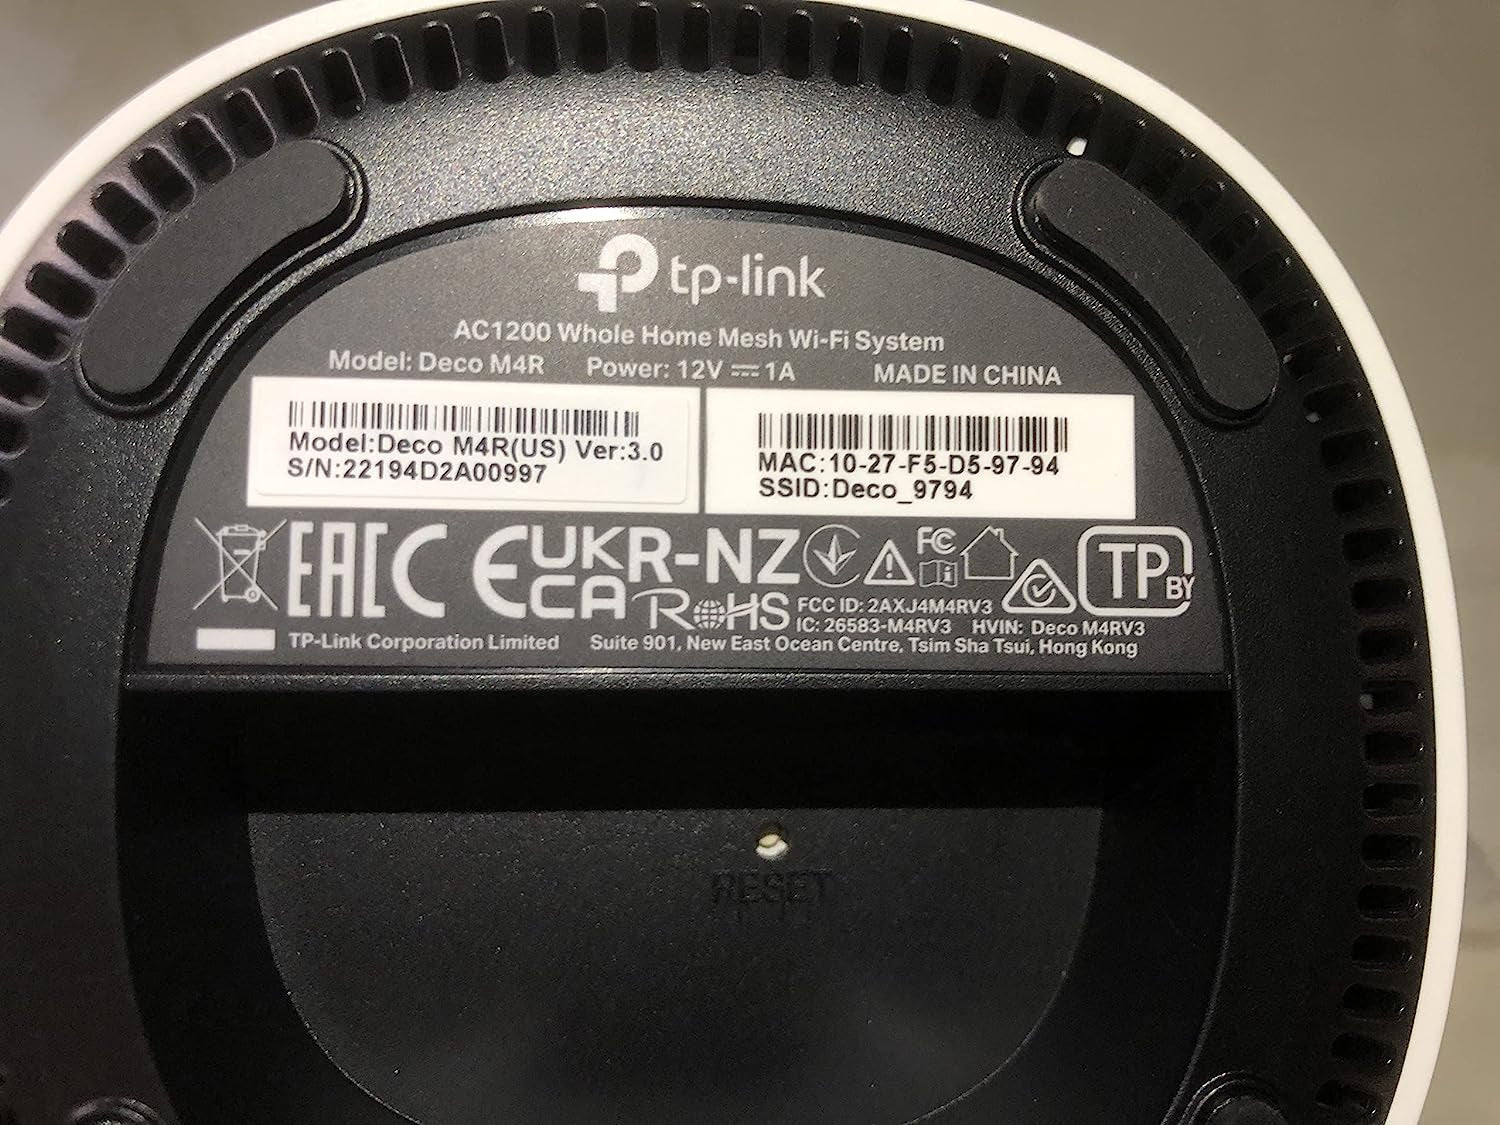 tp-link
AC1200 Whole Home Mesh Wi-Fi System
Model: Deco M4R Power: 12V ⎓ 1A MADE IN CHINA
Model:Deco M4R(US) Ver:3.0
S/N:22194D2A00997
MAC:10-27-F5-D5-97-94
SSID:Deco_9794
EAC CE UKCA R-NZ FC TP BY
RoHS FCC ID: 2AXJ4M4RV3
IC: 26583-M4RV3 HVIN: Deco M4RV3
TP-Link Corporation Limited Suite 901, New East Ocean Centre, Tsim Sha Tsui, Hong Kong
RESET